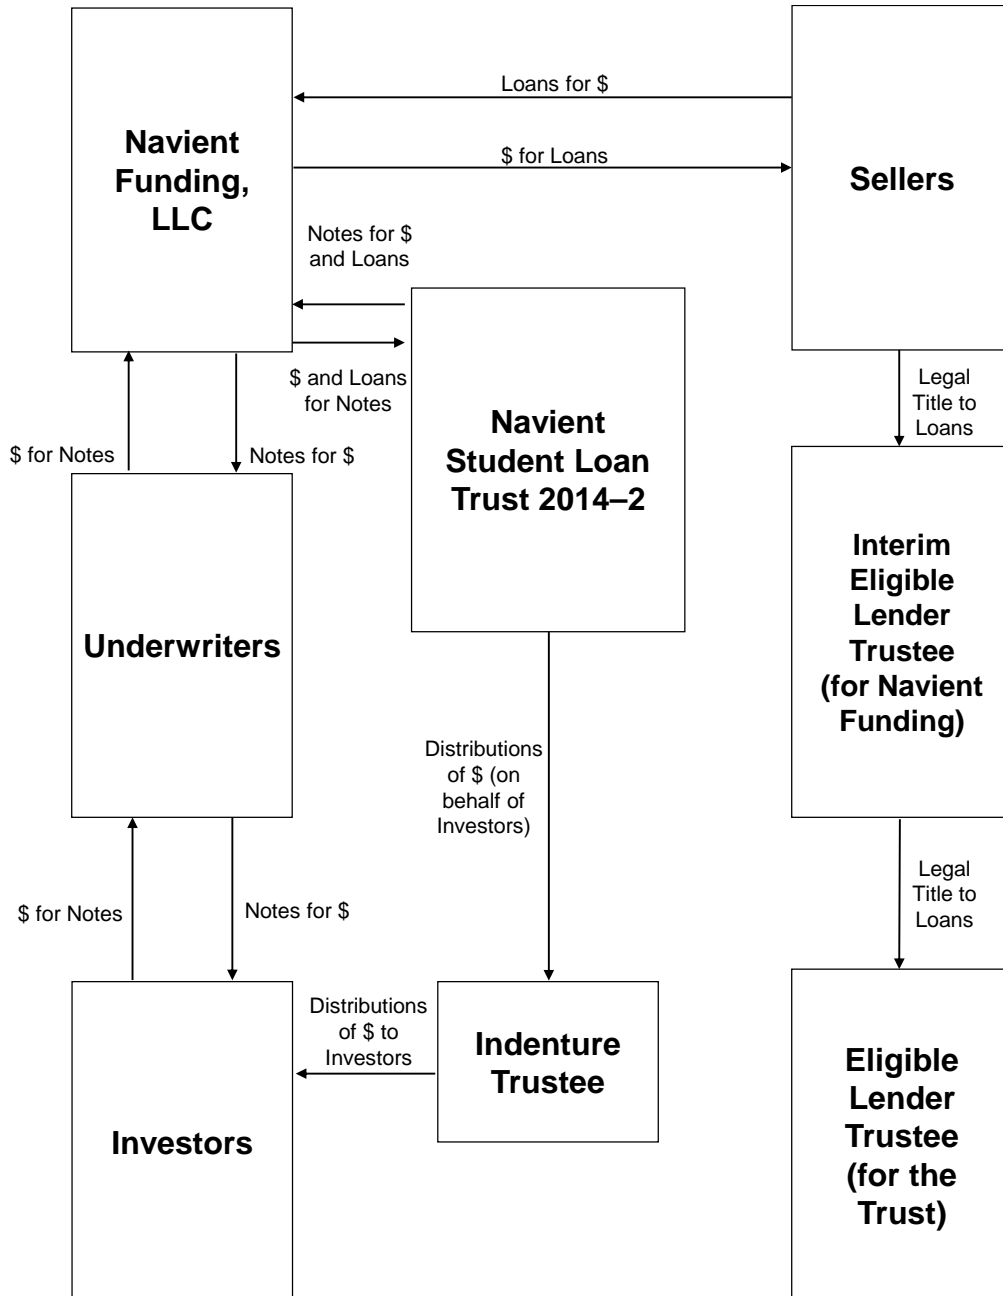 Loans for $
Navient
Funding,
LLC
$ for Loans
Sellers
Notes for $
and Loans
$ and Loans
for Notes
Legal
Title to
Loans
Navient
Student Loan
Trust 2014–2
$ for Notes
Notes for $
Interim
Eligible
Lender
Trustee
(for Navient
Funding)
Underwriters
Distributions
of $ (on
behalf of
Investors)
$ for Notes
Notes for $
Legal
Title to
Loans
Distributions
of $ to
Investors
Indenture
Trustee
Investors
Eligible
Lender
Trustee
(for the
Trust)